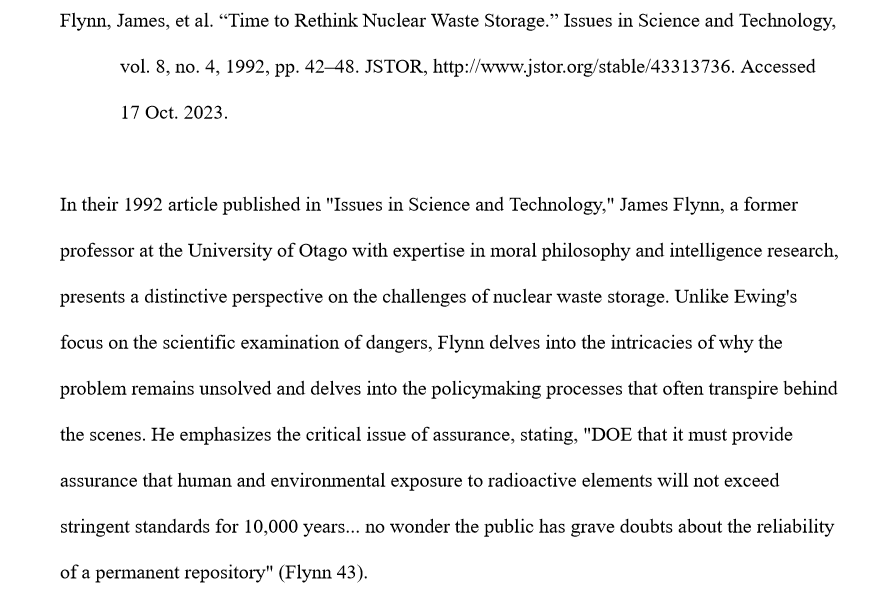 Flynn, James, et al. “Time to Rethink Nuclear Waste Storage.” Issues in Science and Technology,
vol. 8, no. 4, 1992, pp. 42–48. JSTOR, http://www.jstor.org/stable/43313736. Accessed
17 Oct. 2023.
In their 1992 article published in "Issues in Science and Technology," James Flynn, a former
professor at the University of Otago with expertise in moral philosophy and intelligence research,
presents a distinctive perspective on the challenges of nuclear waste storage. Unlike Ewing's
focus on the scientific examination of dangers, Flynn delves into the intricacies of why the
problem remains unsolved and delves into the policymaking processes that often transpire behind
the scenes. He emphasizes the critical issue of assurance, stating, "DOE that it must provide
assurance that human and environmental exposure to radioactive elements will not exceed
stringent standards for 10,000 years... no wonder the public has grave doubts about the reliability
of a permanent repository" (Flynn 43).